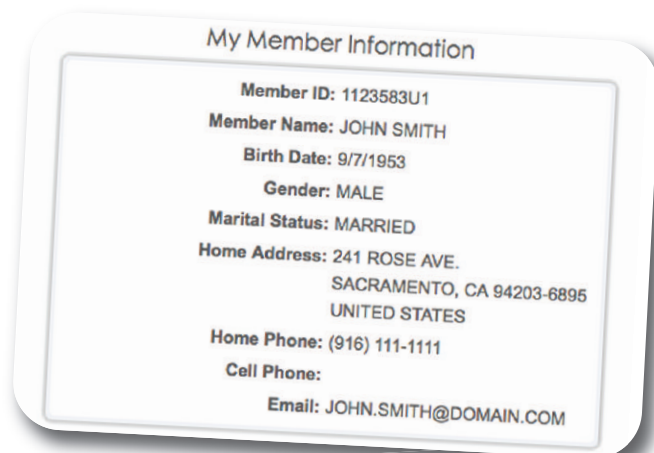 My Member Information
Member ID: 1123583U1
Member Name: JOHN SMITH
Birth Date: 9/7/1953
Gender: MALE
Marital Status: MARRIED
Home Address: 241 ROSE AVE.
SACRAMENTO, CA 94203-6895
UNITED STATES
Home Phone: (916) 111-1111
Cell Phone:
Email: JOHN.SMITH@DOMAIN.COM